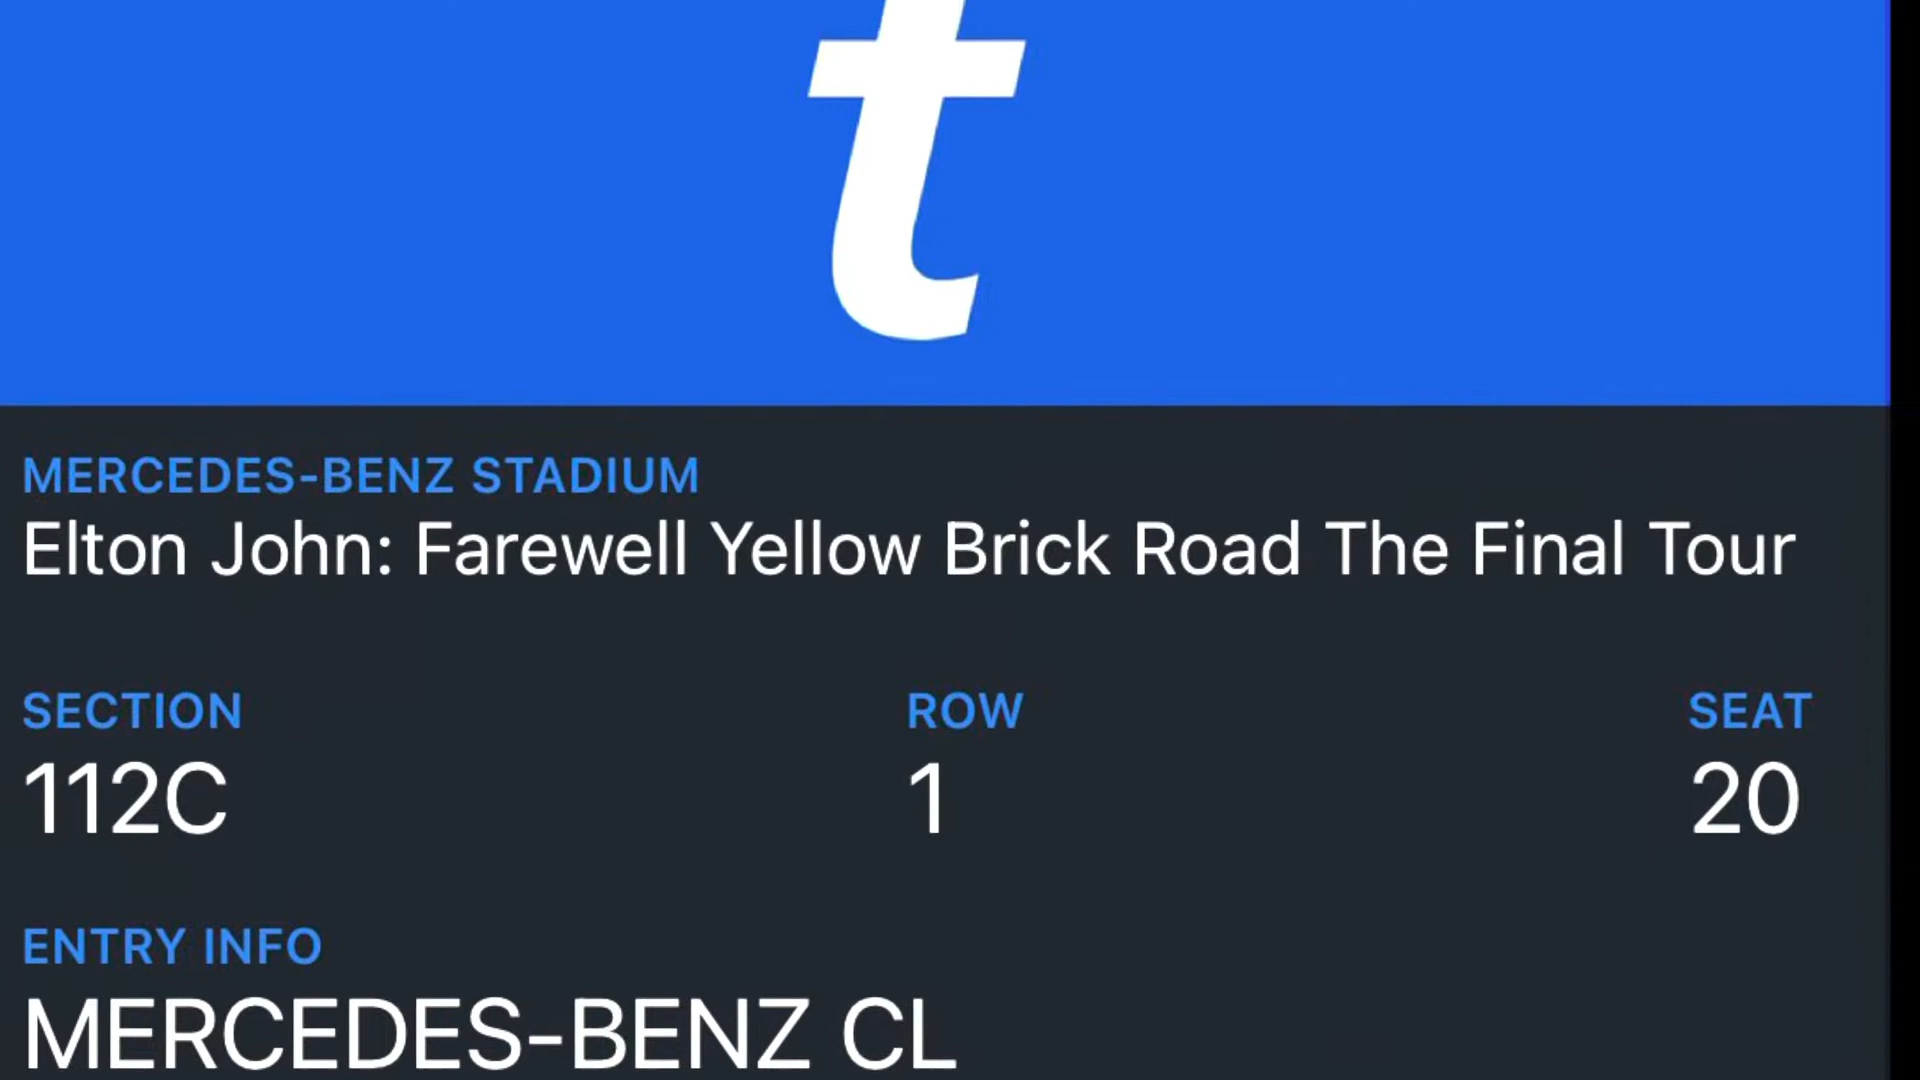 t
MERCEDES-BENZ STADIUM
Elton John: Farewell Yellow Brick Road The Final Tour
SECTION ROW SEAT
112C 1 20
ENTRY INFO
MERCEDES-BENZ CL